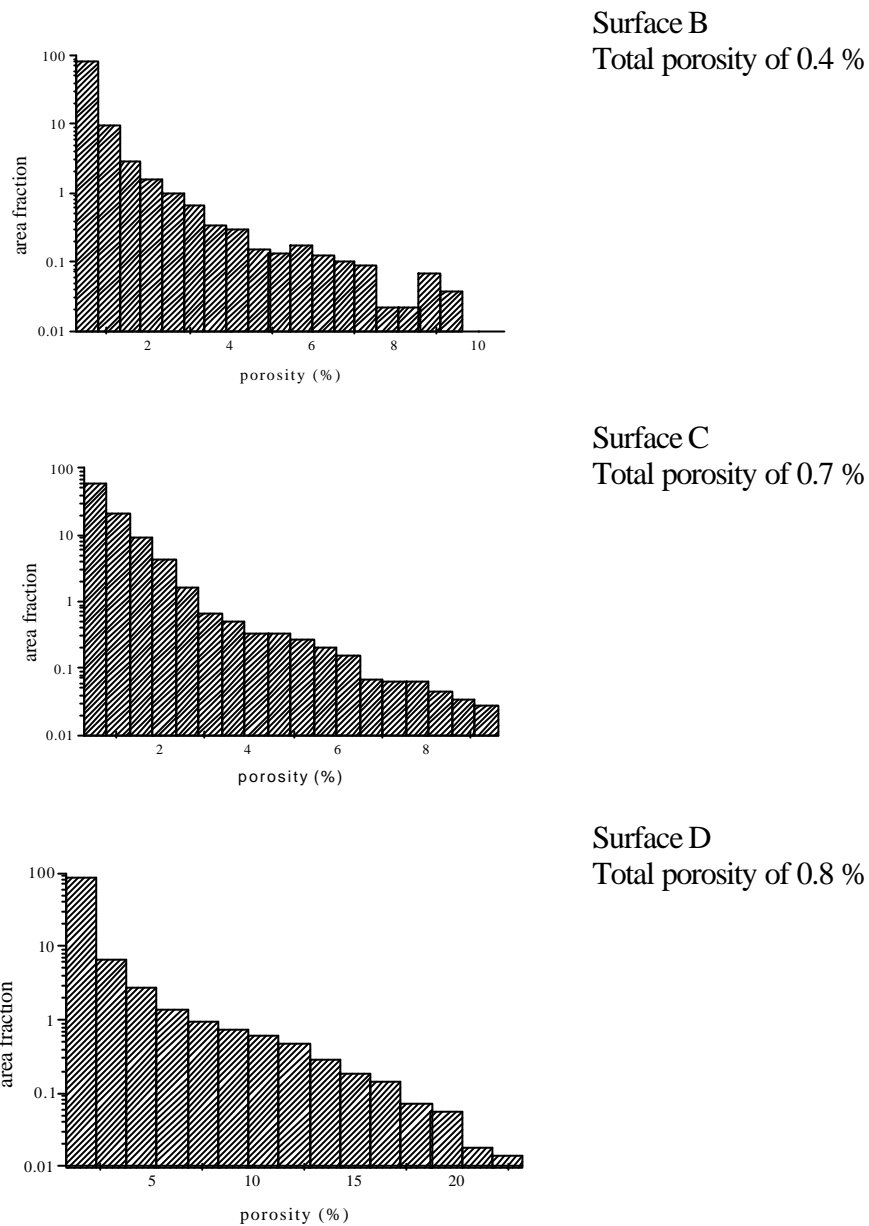 Surface B
Total porosity of 0.4 %
100
10
1
0.1
0.01
area fraction
2 4 6 8 10
porosity (%)
Surface C
Total porosity of 0.7 %
100
10
1
0.1
0.01
area fraction
2 4 6 8
porosity (%)
Surface D
Total porosity of 0.8 %
100
10
1
0.1
0.01
area fraction
5 10 15 20
porosity (%)